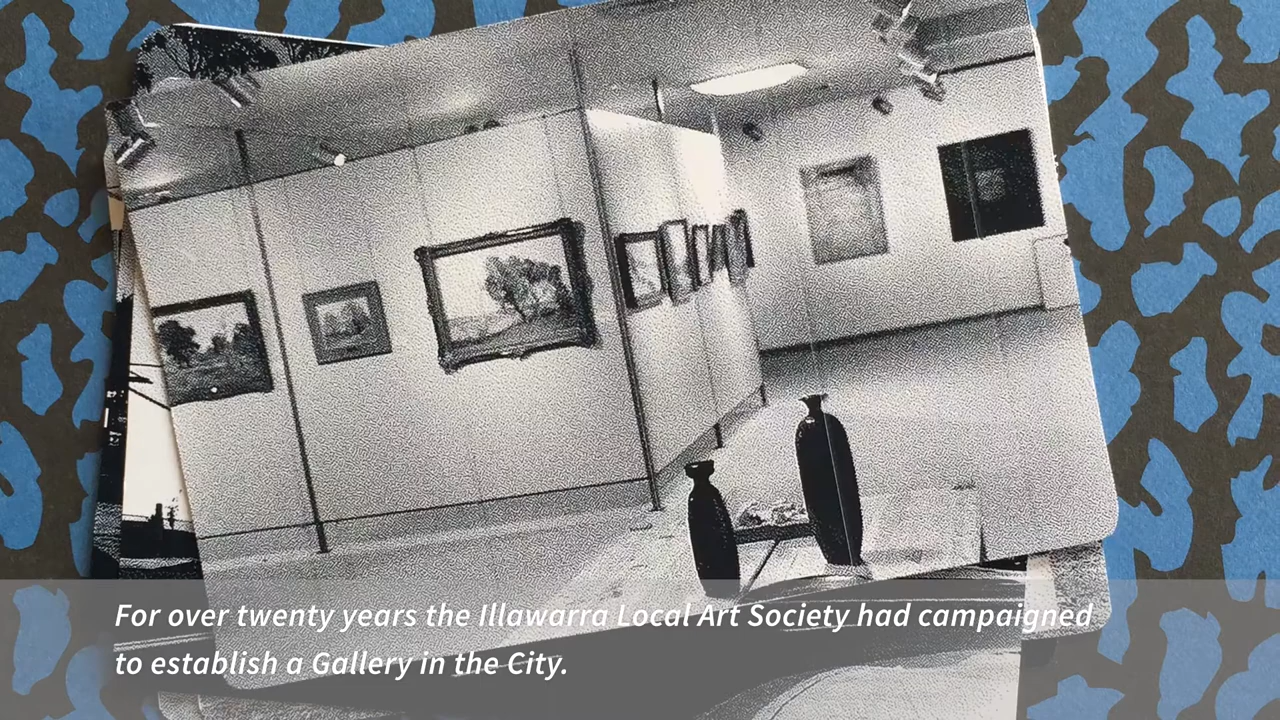 For over twenty years the Illawarra Local Art Society had campaigned
to establish a Gallery in the City.